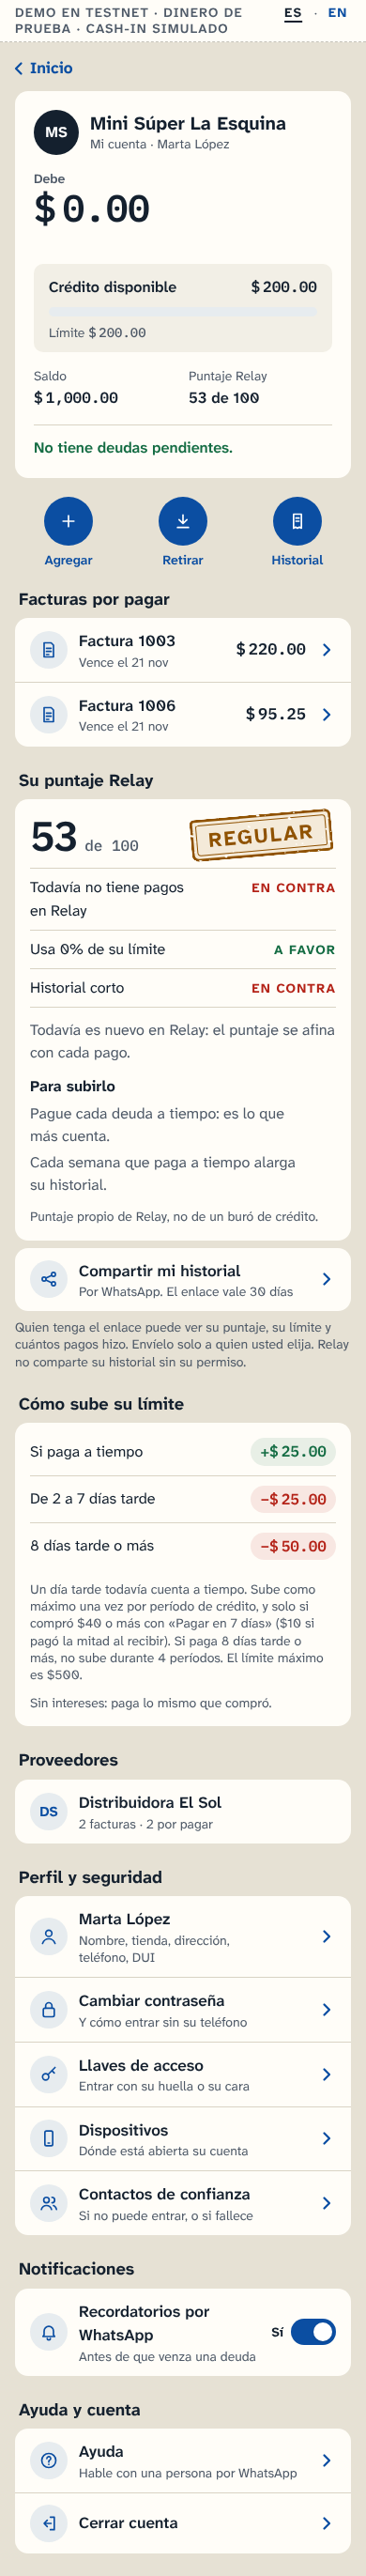 DEMO EN TESTNET · DINERO DE
PRUEBA · CASH-IN SIMULADO
ES · EN
Inicio
MS
Mini Súper La Esquina
Mi cuenta · Marta López
Debe
$0.00
Crédito disponible $200.00
Límite $200.00
Saldo Puntaje Relay
$1,000.00 53 de 100
No tiene deudas pendientes.
Agregar Retirar Historial
Facturas por pagar
Factura 1003 $220.00
Vence el 21 nov
Factura 1006 $95.25
Vence el 21 nov
Su puntaje Relay
53 de 100 REGULAR
Todavía no tiene pagos EN CONTRA
en Relay
Usa 0% de su límite A FAVOR
Historial corto EN CONTRA
Todavía es nuevo en Relay: el puntaje se afina
con cada pago.
Para subirlo
Pague cada deuda a tiempo: es lo que
más cuenta.
Cada semana que paga a tiempo alarga
su historial.
Puntaje propio de Relay, no de un buró de crédito.
Compartir mi historial
Por WhatsApp. El enlace vale 30 días
Quien tenga el enlace puede ver su puntaje, su límite y
cuántos pagos hizo. Envíelo solo a quien usted elija. Relay
no comparte su historial sin su permiso.
Cómo sube su límite
Si paga a tiempo +$25.00
De 2 a 7 días tarde −$25.00
8 días tarde o más −$50.00
Un día tarde todavía cuenta a tiempo. Sube como
máximo una vez por período de crédito, y solo si
compró $40 o más con «Pagar en 7 días» ($10 si
pagó la mitad al recibir). Si paga 8 días tarde o
más, no sube durante 4 períodos. El límite máximo
es $500.
Sin intereses: paga lo mismo que compró.
Proveedores
DS
Distribuidora El Sol
2 facturas · 2 por pagar
Perfil y seguridad
Marta López
Nombre, tienda, dirección,
teléfono, DUI
Cambiar contraseña
Y cómo entrar sin su teléfono
Llaves de acceso
Entrar con su huella o su cara
Dispositivos
Dónde está abierta su cuenta
Contactos de confianza
Si no puede entrar, o si fallece
Notificaciones
Recordatorios por
WhatsApp
Sí
Antes de que venza una deuda
Ayuda y cuenta
Ayuda
Hable con una persona por WhatsApp
Cerrar cuenta